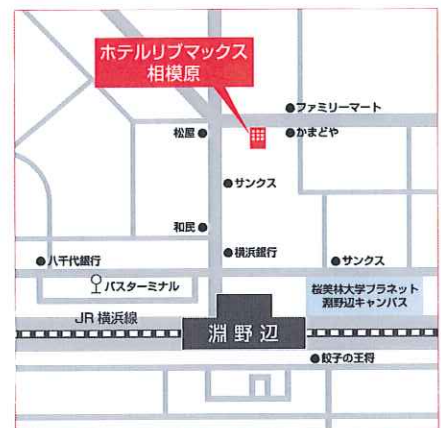 ホテルリブマックス
相模原
ファミリーマート
松屋
かまどや
サンクス
和民
横浜銀行
八千代銀行
サンクス
バスターミナル
桜美林大学プラネット
淵野辺キャンパス
JR 横浜線
淵野辺
餃子の王将